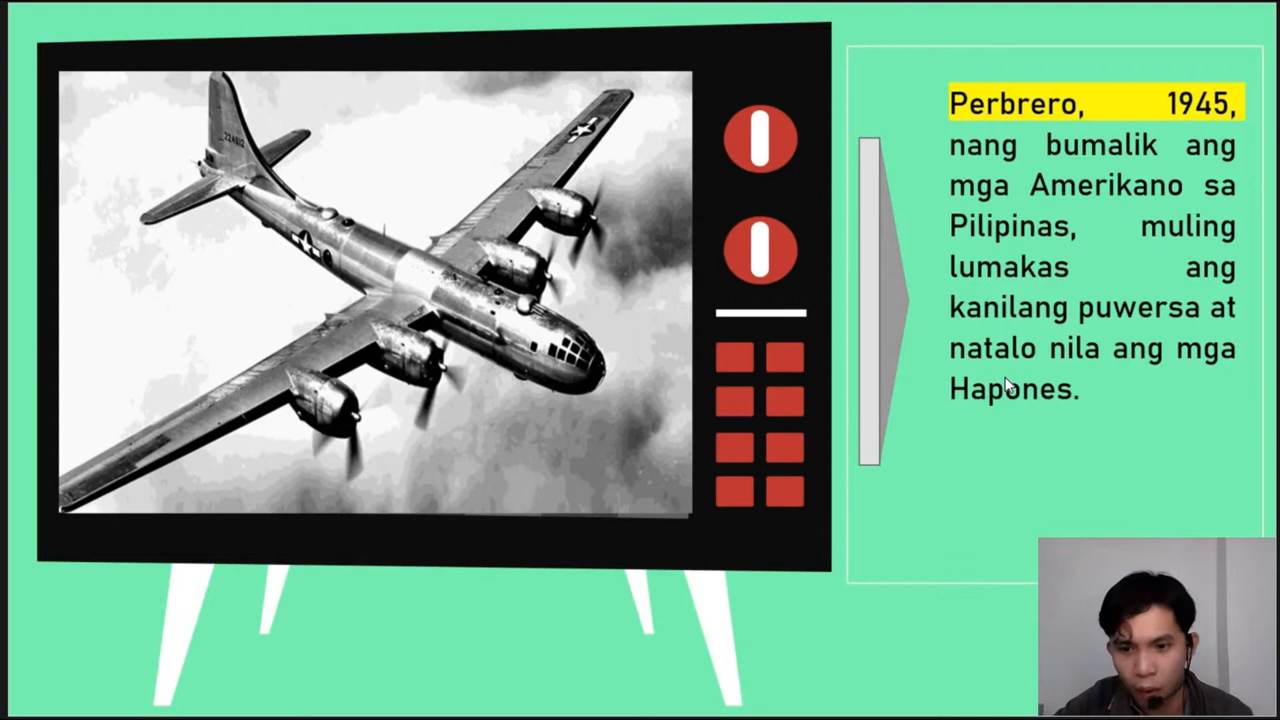 Perbrero, 1945,
nang bumalik ang
mga Amerikano sa
Pilipinas, muling
lumakas ang
kanilang puwersa at
natalo nila ang mga
Hapones.